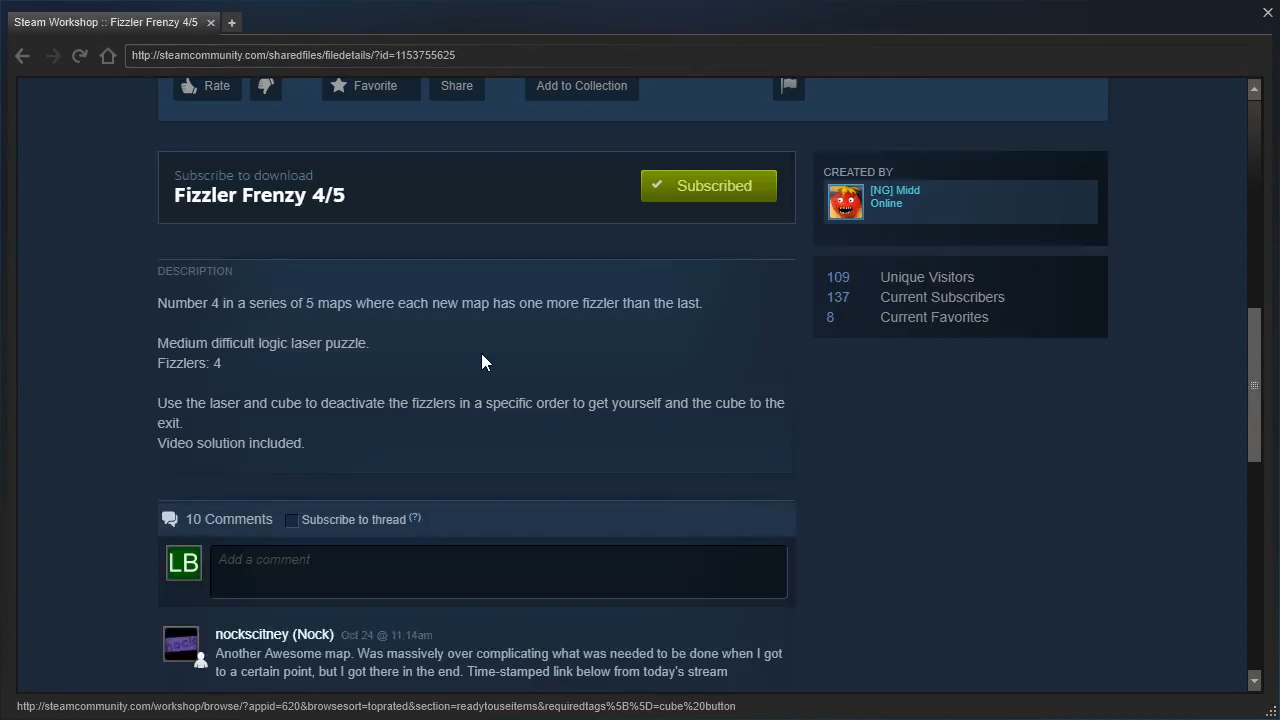 Steam Workshop :: Fizzler Frenzy 4/5
http://steamcommunity.com/sharedfiles/filedetails/?id=1153755625
Rate
Favorite
Share
Add to Collection
Subscribe to download
Fizzler Frenzy 4/5
Subscribed
CREATED BY
[NG] Midd
Online
109 Unique Visitors
137 Current Subscribers
8 Current Favorites
DESCRIPTION
Number 4 in a series of 5 maps where each new map has one more fizzler than the last.
Medium difficult logic laser puzzle.
Fizzlers: 4
Use the laser and cube to deactivate the fizzlers in a specific order to get yourself and the cube to the
exit.
Video solution included.
10 Comments
Subscribe to thread (?)
LB
Add a comment
nockscitney (Nock) Oct 24 @ 11:14am
Another Awesome map. Was massively over complicating what was needed to be done when I got
to a certain point, but I got there in the end. Time-stamped link below from today's stream
http://steamcommunity.com/workshop/browse/?appid=620&browsesort=toprated&section=readytouseitems&requiredtags%5B%5D=cube%20button